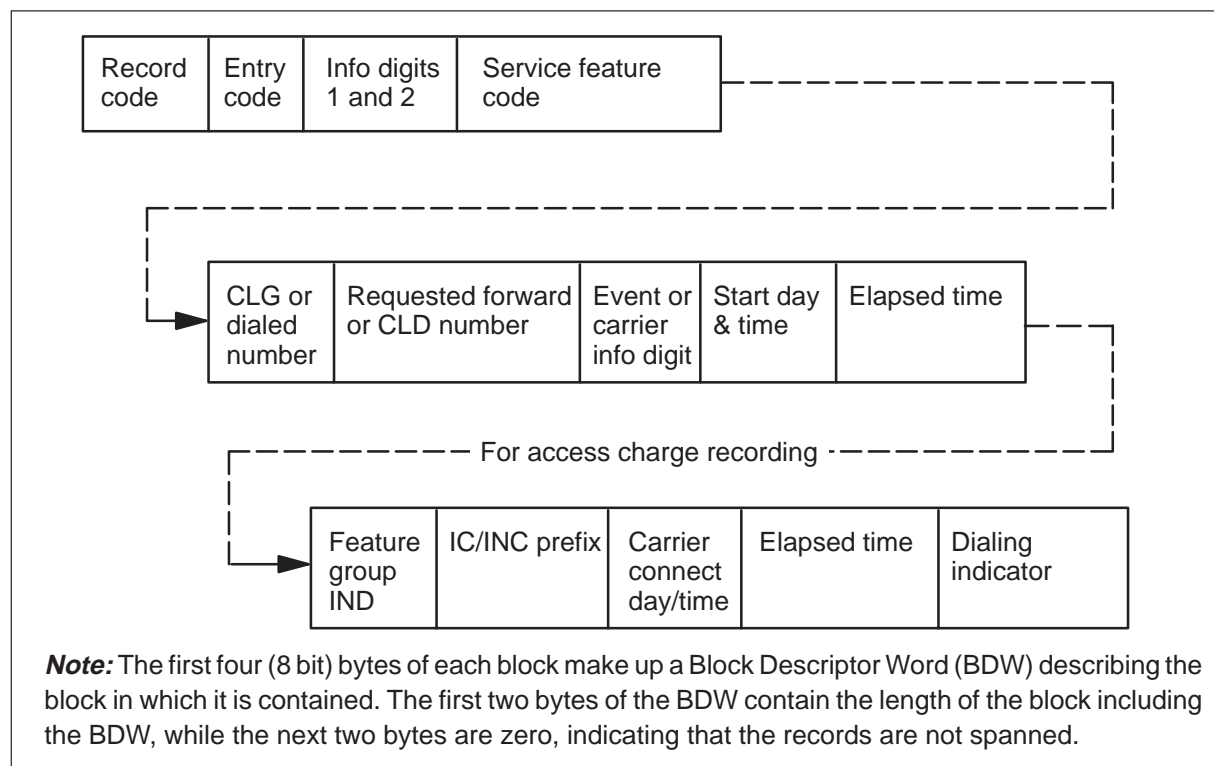 Record code
Entry code
Info digits 1 and 2
Service feature code
CLG or dialed number
Requested forward or CLD number
Event or carrier info digit
Start day & time
Elapsed time
For access charge recording
Feature group IND
IC/INC prefix
Carrier connect day/time
Elapsed time
Dialing indicator
Note: The first four (8 bit) bytes of each block make up a Block Descriptor Word (BDW) describing the
block in which it is contained. The first two bytes of the BDW contain the length of the block including
the BDW, while the next two bytes are zero, indicating that the records are not spanned.